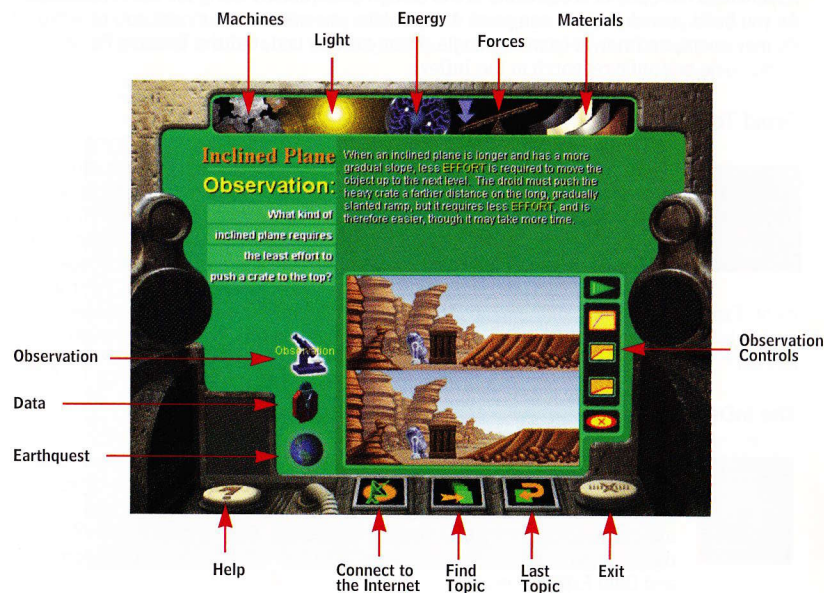 Machines
Light
Energy
Forces
Materials
Inclined Plane
Observation:
What kind of
inclined plane requires
the least effort to
push a crate to the top?
When an inclined plane is longer and has a more
gradual slope, less EFFORT is required to move the
object up to the next level. The droid must push the
heavy crate a farther distance on the long, gradually
slanted ramp, but it requires less EFFORT, and is
therefore easier, though it may take more time.
Observation
Observation
Data
Earthquest
Observation
Controls
?
Help
Connect to
the Internet
Find
Topic
Last
Topic
Exit